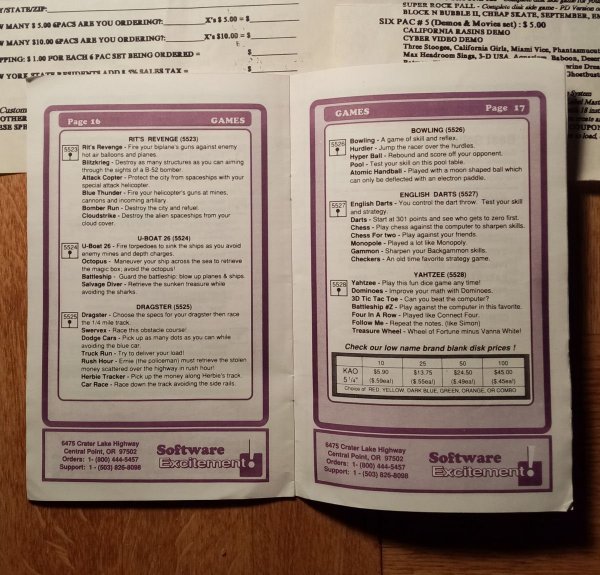 Y/STATE/ZIP:
W MANY $ 5.00 6PACS ARE YOU ORDERING?: X's $ 5.00 = $
W MANY $10.00 6PACS ARE YOU ORDERING?: X's $10.00 = $
PPING: $ 1.00 FOR EACH 6 PAC SET BEING ORDERED = $
W YORK STATE RESIDENTS ADD 8.5% SALES TAX = $
Custom
OTHER
ESE SPE
SUPER ROCK FALL - Complete disk side game - PD Version
BLOCK N BUBBLE II, CHEAP SKATE, SEPTEMBER, E
SIX PAC # 5 (Demos & Movies set) : $ 5.00
CALIFORNIA RASINS DEMO
CYBER VIDEO DEMO
Three Stooges, California Girls, Miami Vice, Phantasmoat
Max Headroom Sings, 3-D USA, American, Baboon, Desert
arine Dream
Ghostbust
System
18 inst
UPON
Page 16 GAMES
RIT'S REVENGE (5523)
5523
Rit's Revenge - Fire your biplane's guns against enemy
hot air balloons and planes.
Blitzkrieg - Destroy as many structures as you can aiming
through the sights of a B-52 bomber.
Attack Copter - Protect the city from spaceships with your
special attack helicopter.
Blue Thunder - Fire your helicopter's guns at mines,
cannons and incoming artillary.
Bomber Run - Destroy the city and refuel.
Cloudstrike - Destroy the alien spaceships from your
cloud cover.
U-BOAT 26 (5524)
5524
U-Boat 26 - Fire torpedoes to sink the ships as you avoid
enemy mines and depth charges.
Octopus - Maneuver your ship across the sea to retrieve
the magic box; avoid the octopus!
Battleship - Guard the battleship: blow up planes & ships.
Salvage Diver - Retrieve the sunken treasure while
avoiding the sharks.
DRAGSTER (5525)
5525
Dragster - Choose the specs for your dragster then race
the 1/4 mile track.
Swervex - Race this obstacle course!
Dodge Cars - Pick up as many dots as you can while
avoiding the blue car.
Truck Run - Try to deliver your load!
Rush Hour - Ernie (the policeman) must retrieve the stolen
money scattered over the highway in rush hour!
Herbie Tracker - Pick up the money along Herbie's track.
Car Race - Race down the track avoiding the side rails.
6475 Crater Lake Highway
Central Point, OR 97502
Orders: 1- (800) 444-5457
Support: 1 - (503) 826-8098
Software
Excitement!
GAMES Page 17
BOWLING (5526)
5526
Bowling - A game of skill and reflex.
Hurdler - Jump the racer over the hurdles.
Hyper Ball - Rebound and score off your opponent.
Pool - Test your skill on this pool table.
Atomic Handball - Played with a moon shaped ball which
can only be deflected with an electron paddle.
ENGLISH DARTS (5527)
5527
English Darts - You control the dart throw. Test your skill
and strategy.
Darts - Start at 301 points and see who gets to zero first.
Chess - Play chess against the computer to sharpen skills.
Chess For two - Play against your friends.
Monopole - Played a lot like Monopoly.
Gammon - Sharpen your Backgammon skills.
Checkers - An old time favorite strategy game.
YAHTZEE (5528)
5528
Yahtzee - Play this fun dice game any time!
Dominoes - Improve your math with Dominoes.
3D Tic Tac Toe - Can you beat the computer?
Battleship #Z - Play against the computer in this favorite.
Four In A Row - Played like Connect Four.
Follow Me - Repeat the notes. (like Simon)
Treasure Wheel - Wheel of Fortune minus Vanna White!
Check our low name brand blank disk prices !
10 25 50 100
KAO $5.90 $13.75 $24.50 $45.00
5 ¼" ($.59ea!) ($.55ea!) ($.49ea!) ($.45ea!)
Choice of RED, YELLOW, DARK BLUE, GREEN, ORANGE, OR COMBO
6475 Crater Lake Highway
Central Point, OR 97502
Orders: 1- (800) 444-5457
Support: 1 - (503) 826-8098
Software
Excitement!